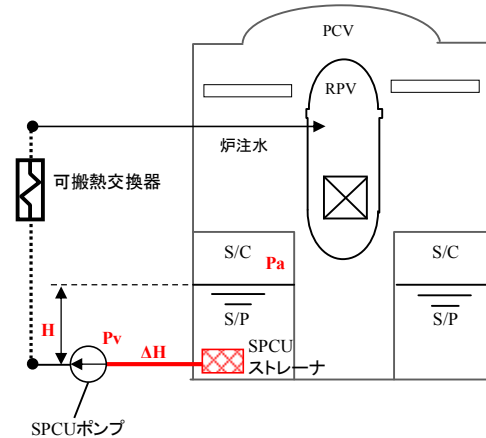 PCV
RPV
炉注水
可搬熱交換器
S/C
Pa
S/C
S/P
S/P
H
Pv
ΔH
SPCU
ストレーナ
SPCUポンプ